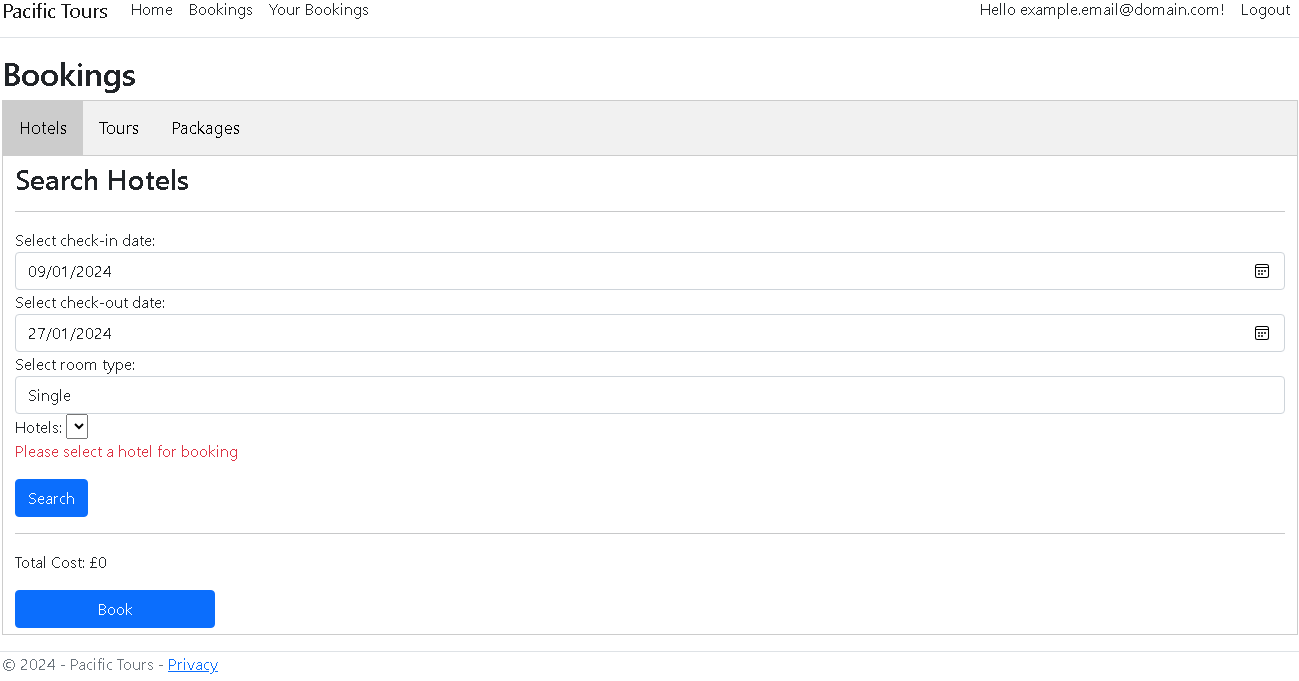 Pacific Tours Home Bookings Your Bookings Hello example.email@domain.com! Logout
Bookings
Hotels Tours Packages
Search Hotels
Select check-in date:
09/01/2024
Select check-out date:
27/01/2024
Select room type:
Single
Hotels:
Please select a hotel for booking
Search
Total Cost: £0
Book
© 2024 - Pacific Tours - Privacy